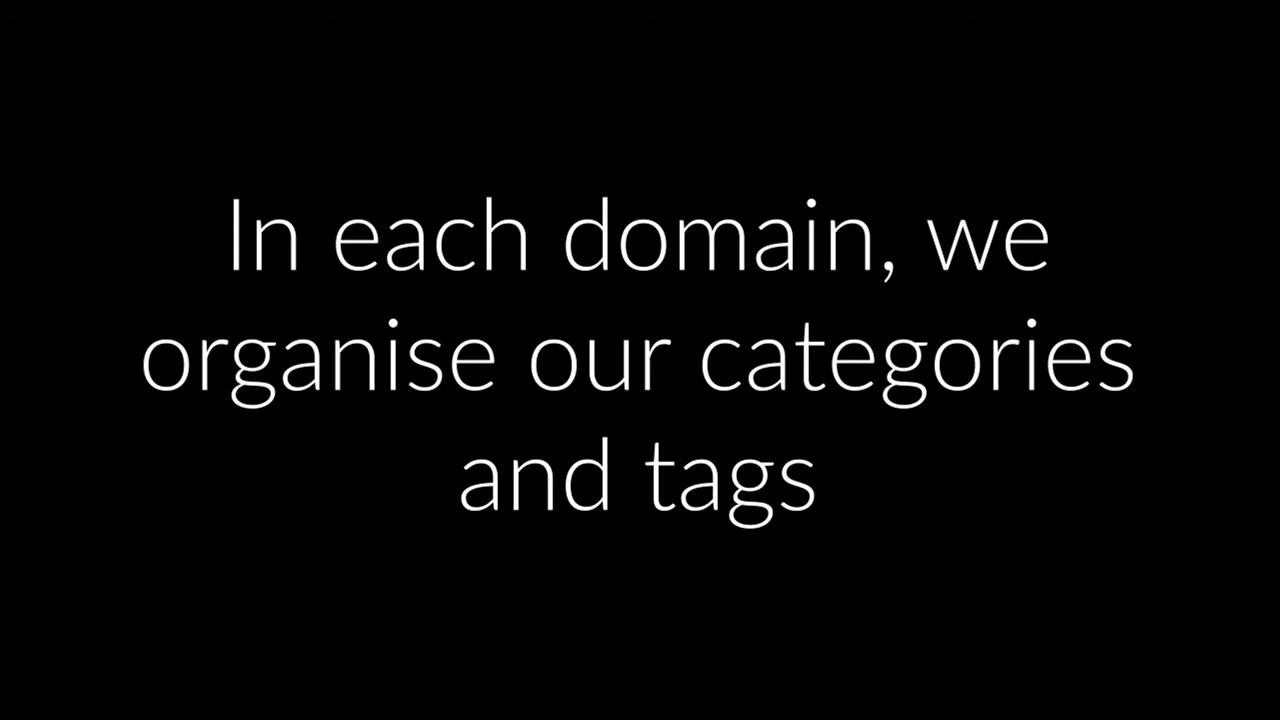 In each domain, we
organise our categories
and tags